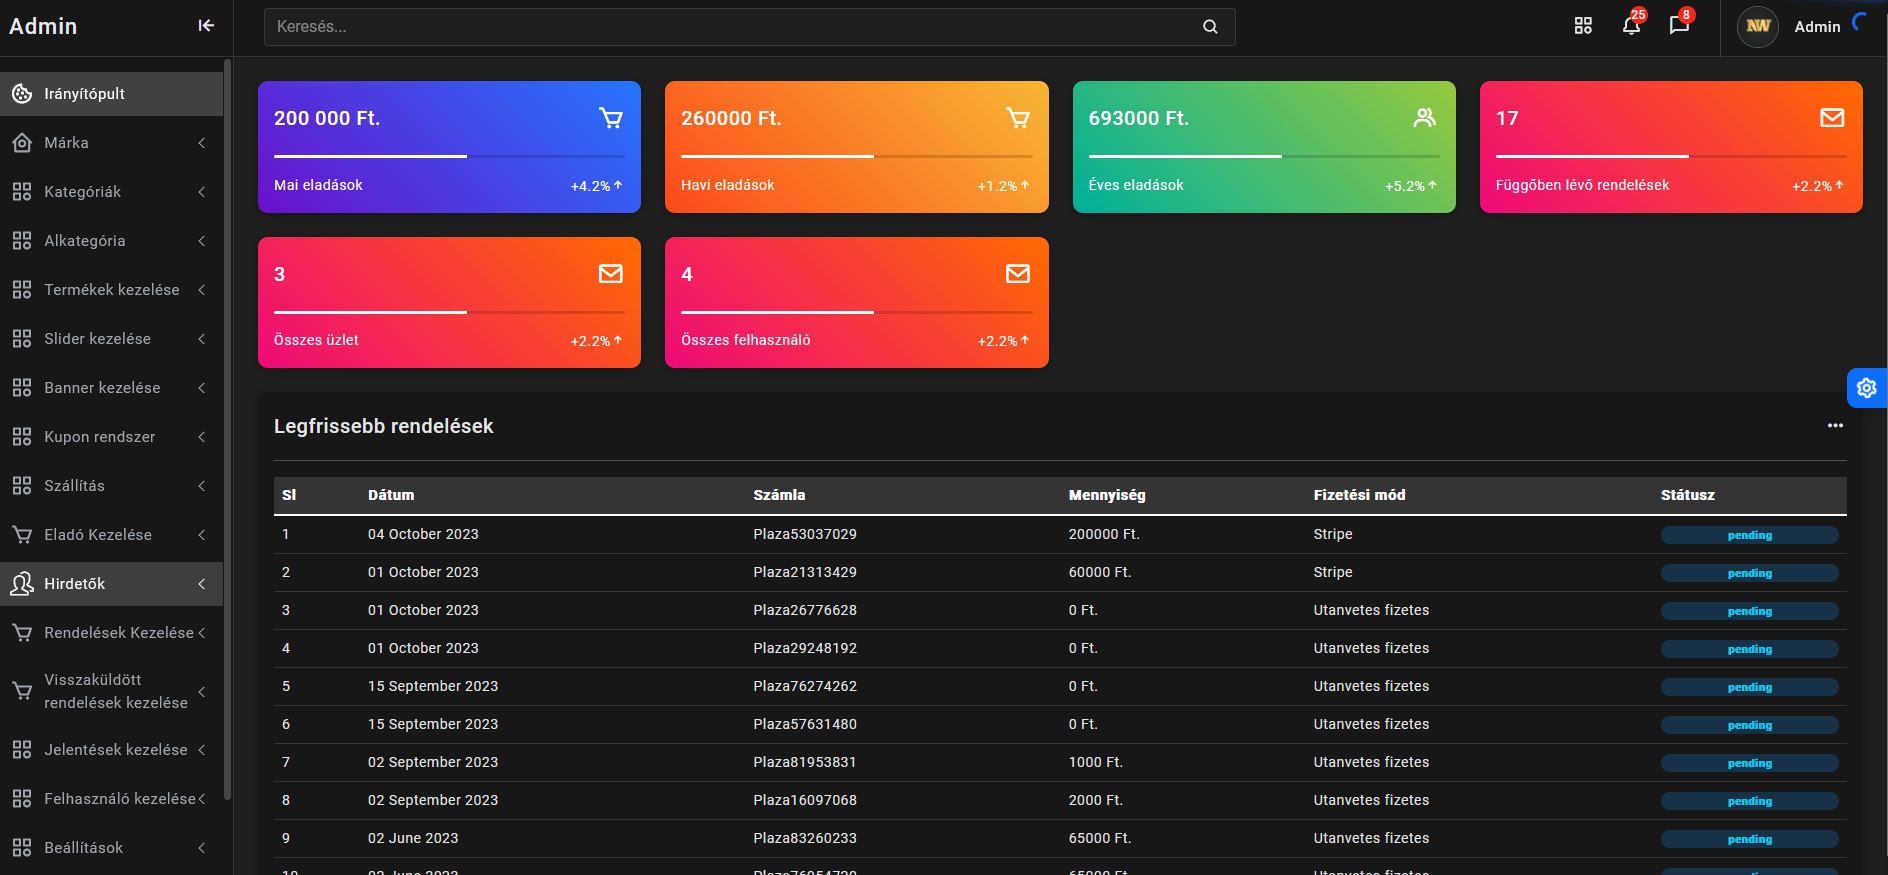 Admin
Keresés...
25
8
NW
Admin
Irányítópult
Márka
Kategóriák
Alkategória
Termékek kezelése
Slider kezelése
Banner kezelése
Kupon rendszer
Szállítás
Eladó Kezelése
Hirdetők
Rendelések Kezelése
Visszaküldött
rendelések kezelése
Jelentések kezelése
Felhasználó kezelése
Beállítások
200 000 Ft.
Mai eladások
+4.2%
260000 Ft.
Havi eladások
+1.2%
693000 Ft.
Éves eladások
+5.2%
17
Függőben lévő rendelések
+2.2%
3
Összes üzlet
+2.2%
4
Összes felhasználó
+2.2%
Legfrissebb rendelések
Sl Dátum Számla Mennyiség Fizetési mód Státusz
1 04 October 2023 Plaza53037029 200000 Ft. Stripe pending
2 01 October 2023 Plaza21313429 60000 Ft. Stripe pending
3 01 October 2023 Plaza26776628 0 Ft. Utanvetes fizetes pending
4 01 October 2023 Plaza29248192 0 Ft. Utanvetes fizetes pending
5 15 September 2023 Plaza76274262 0 Ft. Utanvetes fizetes pending
6 15 September 2023 Plaza57631480 0 Ft. Utanvetes fizetes pending
7 02 September 2023 Plaza81953831 1000 Ft. Utanvetes fizetes pending
8 02 September 2023 Plaza16097068 2000 Ft. Utanvetes fizetes pending
9 02 June 2023 Plaza83260233 65000 Ft. Utanvetes fizetes pending